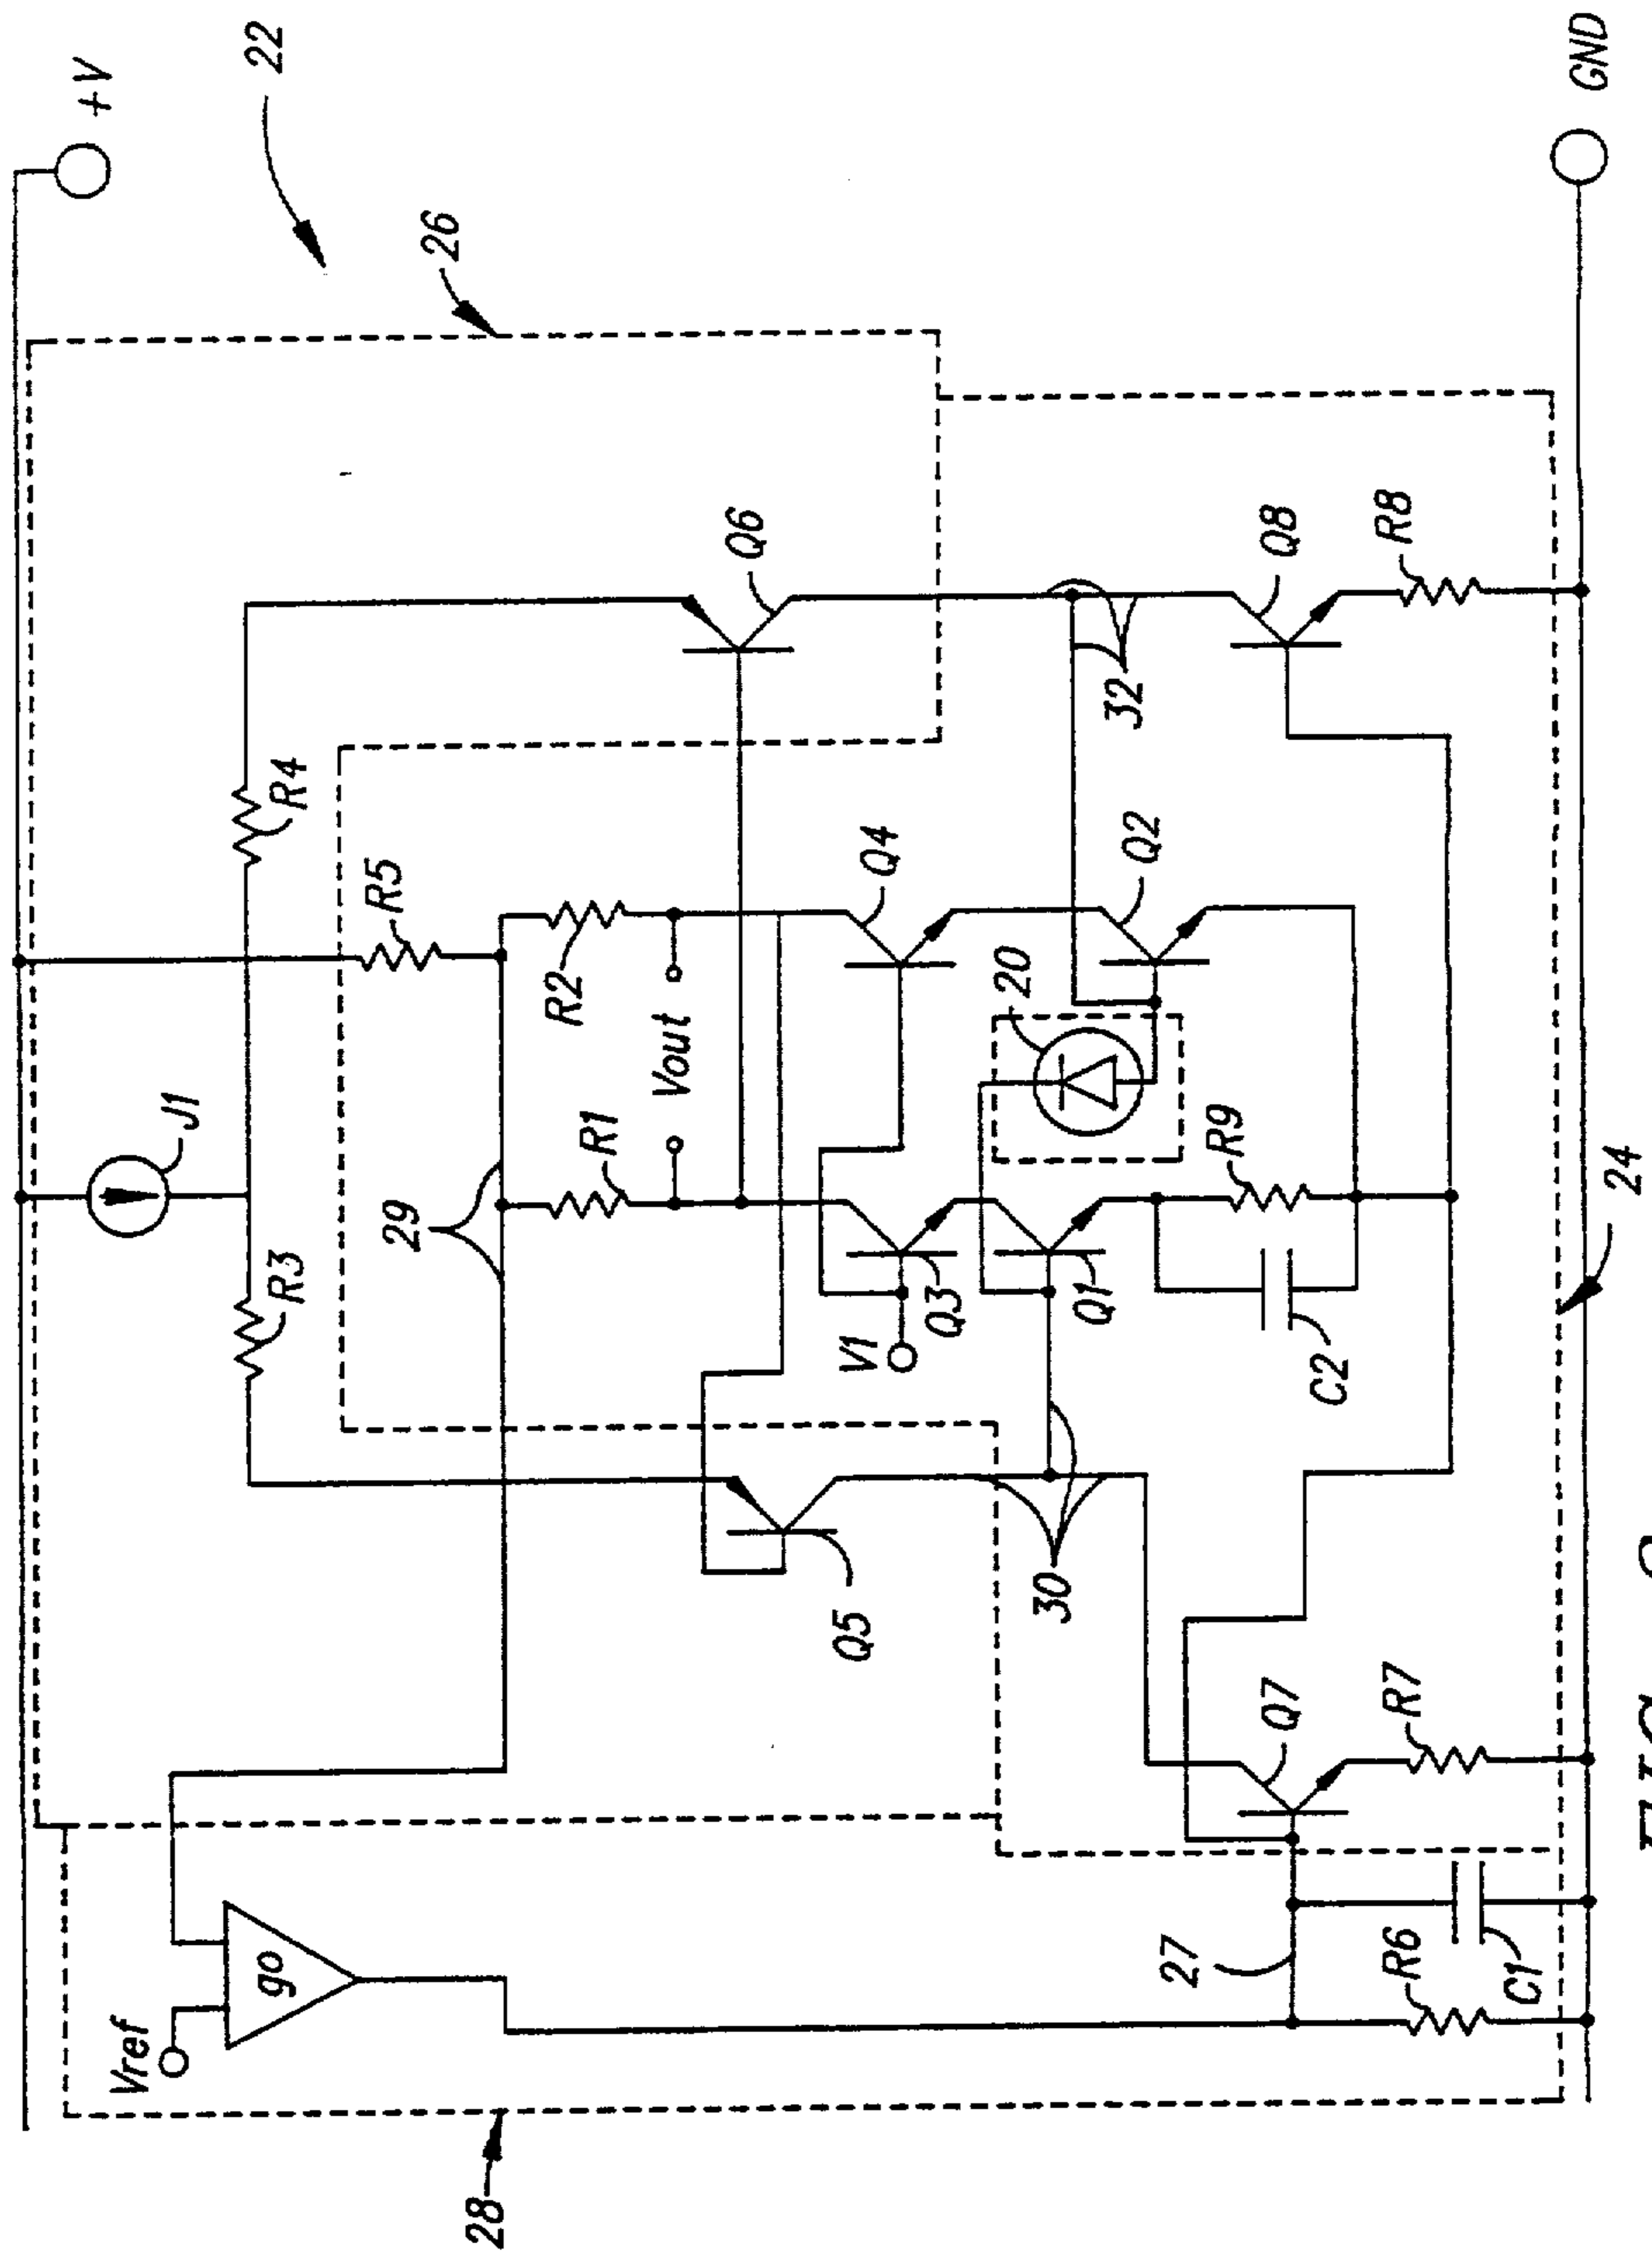 +V
22
26
J1
R3
R4
R5
29
R1
R2
Vout
Q6
Vref
go
28
Q5
V1
Q3
Q4
20
Q1
Q2
30
32
R9
C2
Q7
Q8
27
R6
C1
R7
R8
24
GND